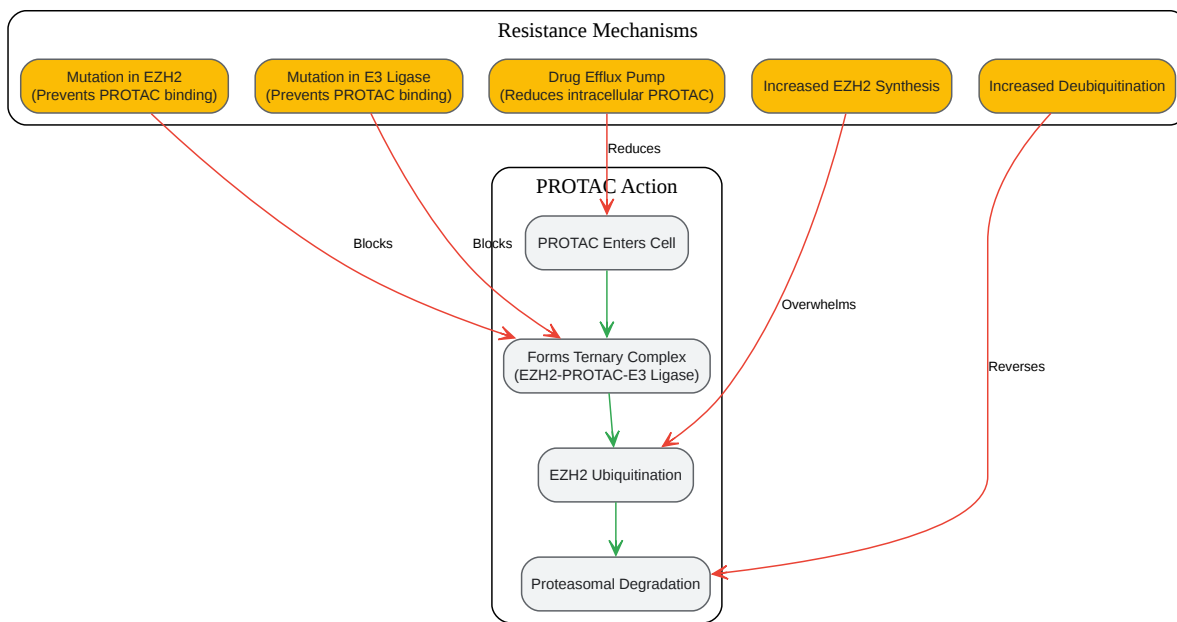 Resistance Mechanisms
Mutation in EZH2
(Prevents PROTAC binding)
Mutation in E3 Ligase
(Prevents PROTAC binding)
Drug Efflux Pump
(Reduces intracellular PROTAC)
Increased EZH2 Synthesis
Increased Deubiquitination
Reduces
PROTAC Action
PROTAC Enters Cell
Blocks
Blocks
Overwhelms
Forms Ternary Complex
(EZH2-PROTAC-E3 Ligase)
Reverses
EZH2 Ubiquitination
Proteasomal Degradation